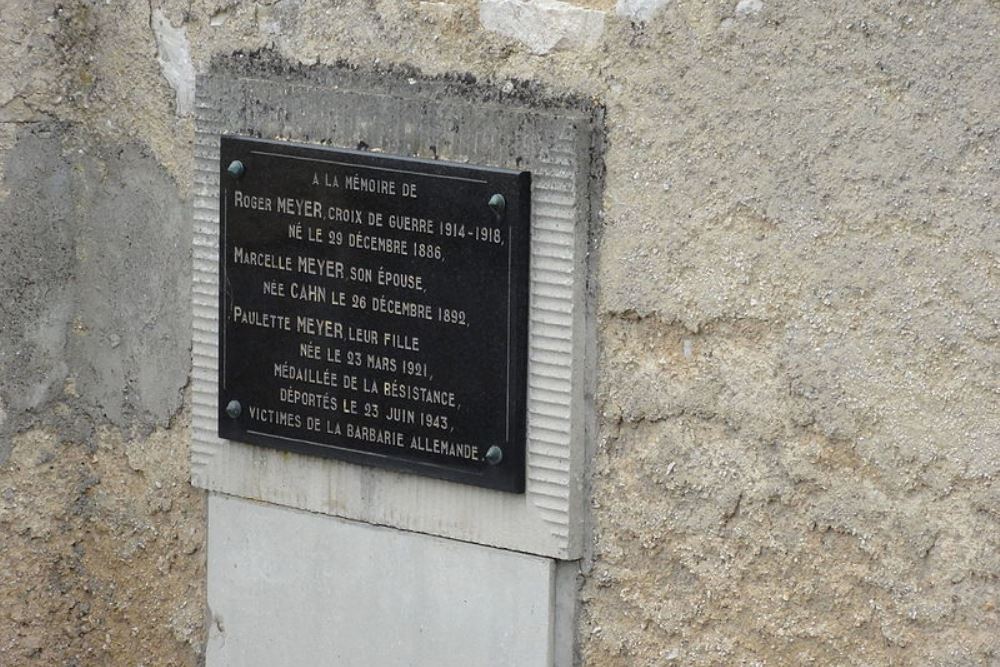 A LA MÉMOIRE DE
ROGER MEYER, CROIX DE GUERRE 1914-1918,
NÉ LE 29 DÉCEMBRE 1886,
MARCELLE MEYER, SON ÉPOUSE,
NÉE CAHN LE 26 DÉCEMBRE 1892,
PAULETTE MEYER, LEUR FILLE
NÉE LE 23 MARS 1921,
MÉDAILLÉE DE LA RÉSISTANCE,
DÉPORTÉS LE 23 JUIN 1943,
VICTIMES DE LA BARBARIE ALLEMANDE.